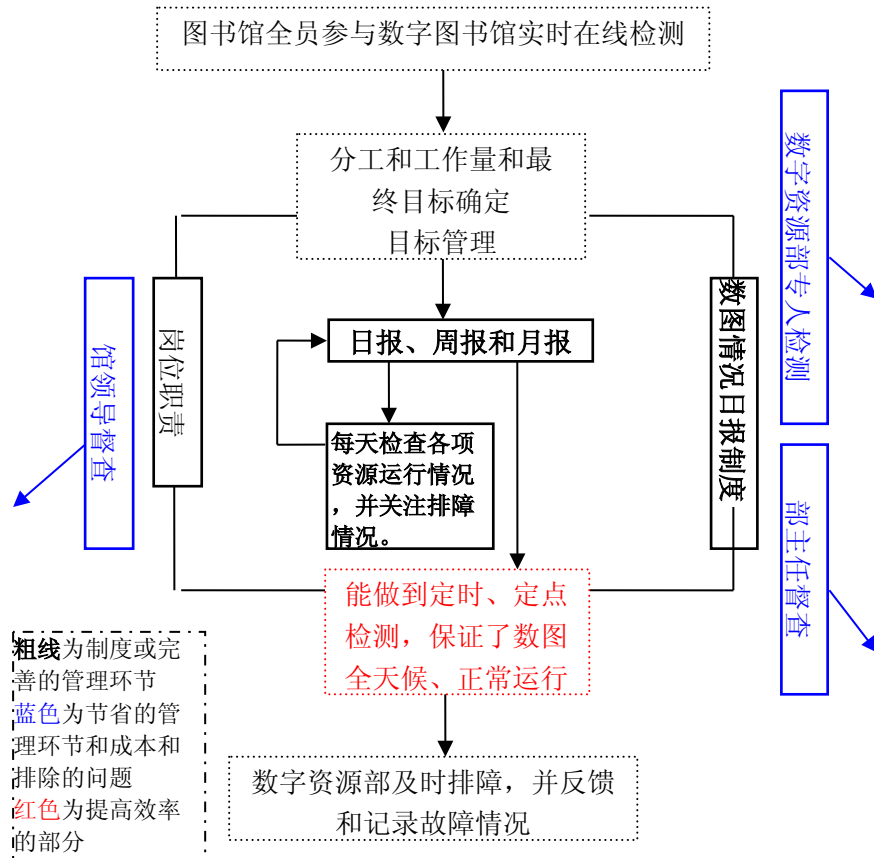 图书馆全员参与数字图书馆实时在线检测
分工和工作量和最
终目标确定
目标管理
数字资源部专人检测
馆领导督查
岗位职责
日报、周报和月报
数图情况日报制度
每天检查各项
资源运行情况
，并关注排障
情况。
部主任督查
能做到定时、定点
检测，保证了数图
全天候、正常运行
粗线为制度或完
善的管理环节
蓝色为节省的管
理环节和成本和
排除的问题
红色为提高效率
的部分
数字资源部及时排障，并反馈
和记录故障情况